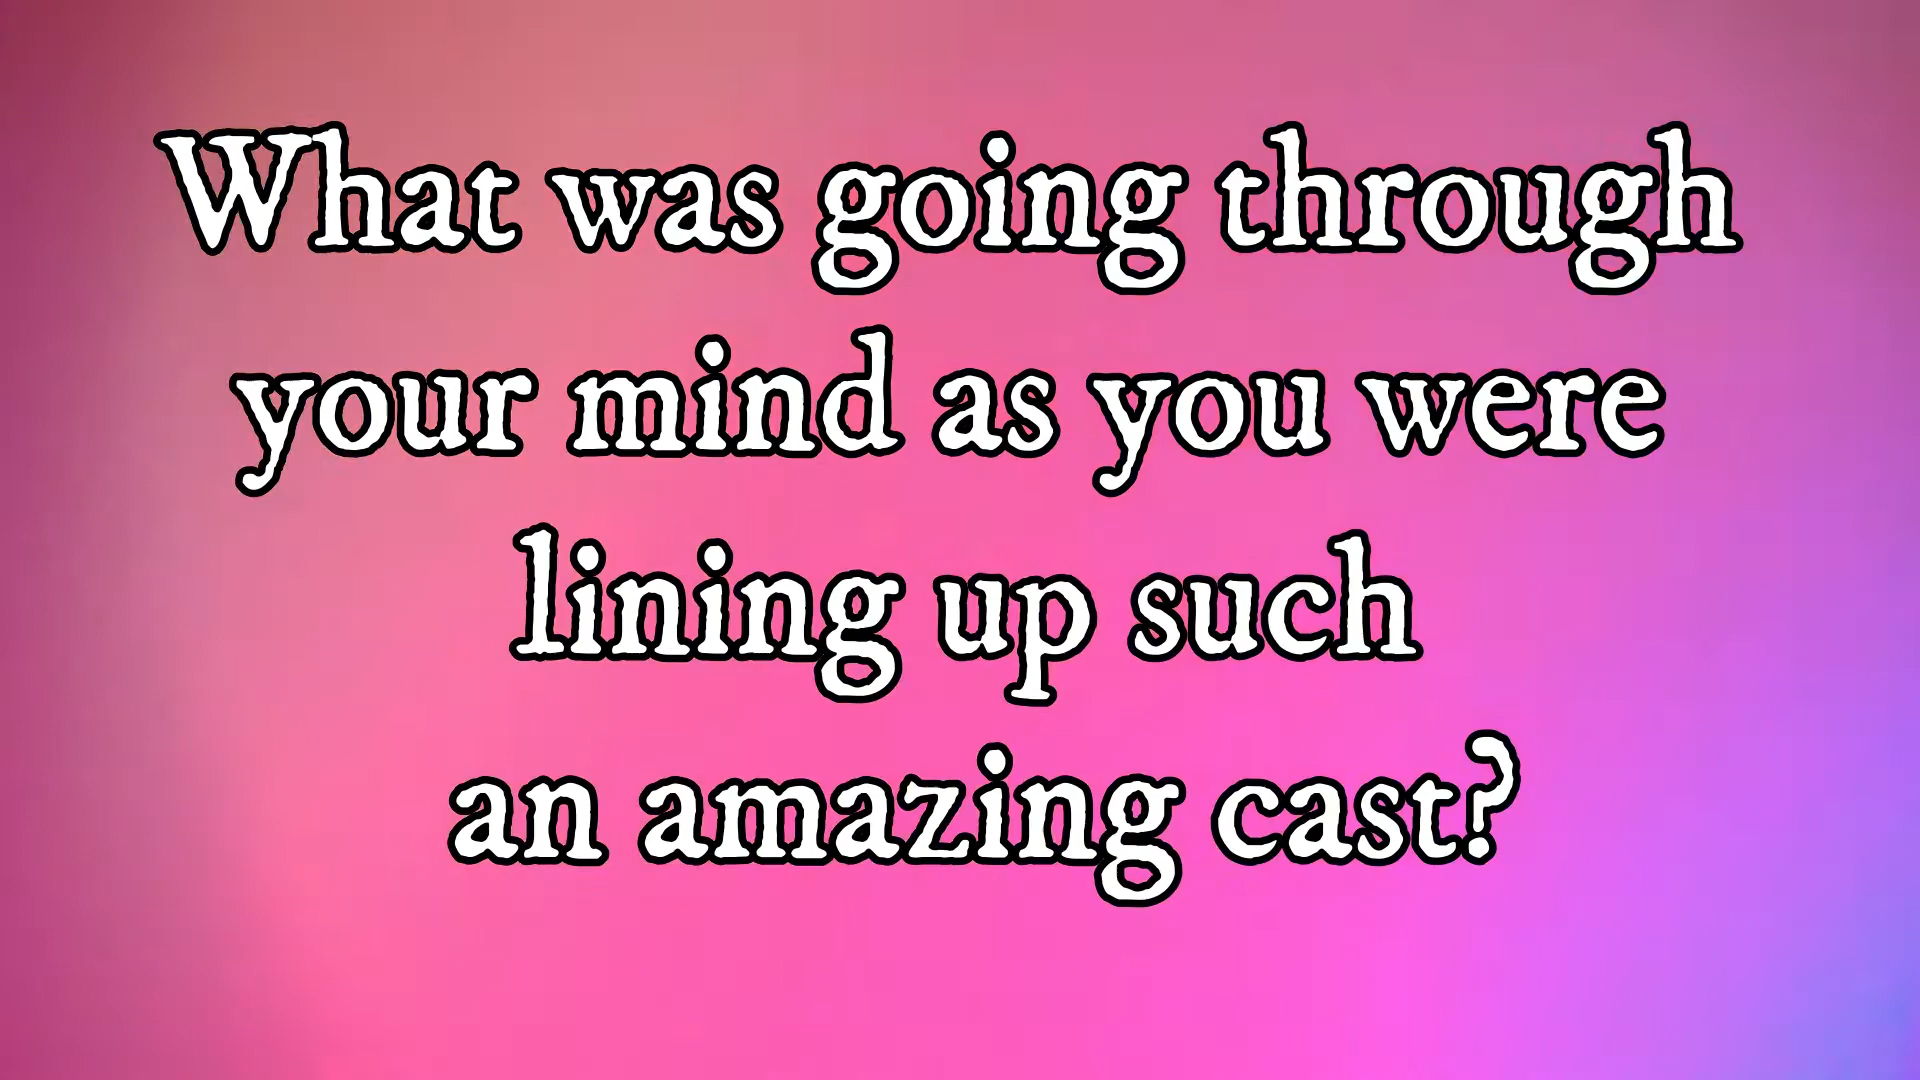 What was going through
your mind as you were
lining up such
an amazing cast?